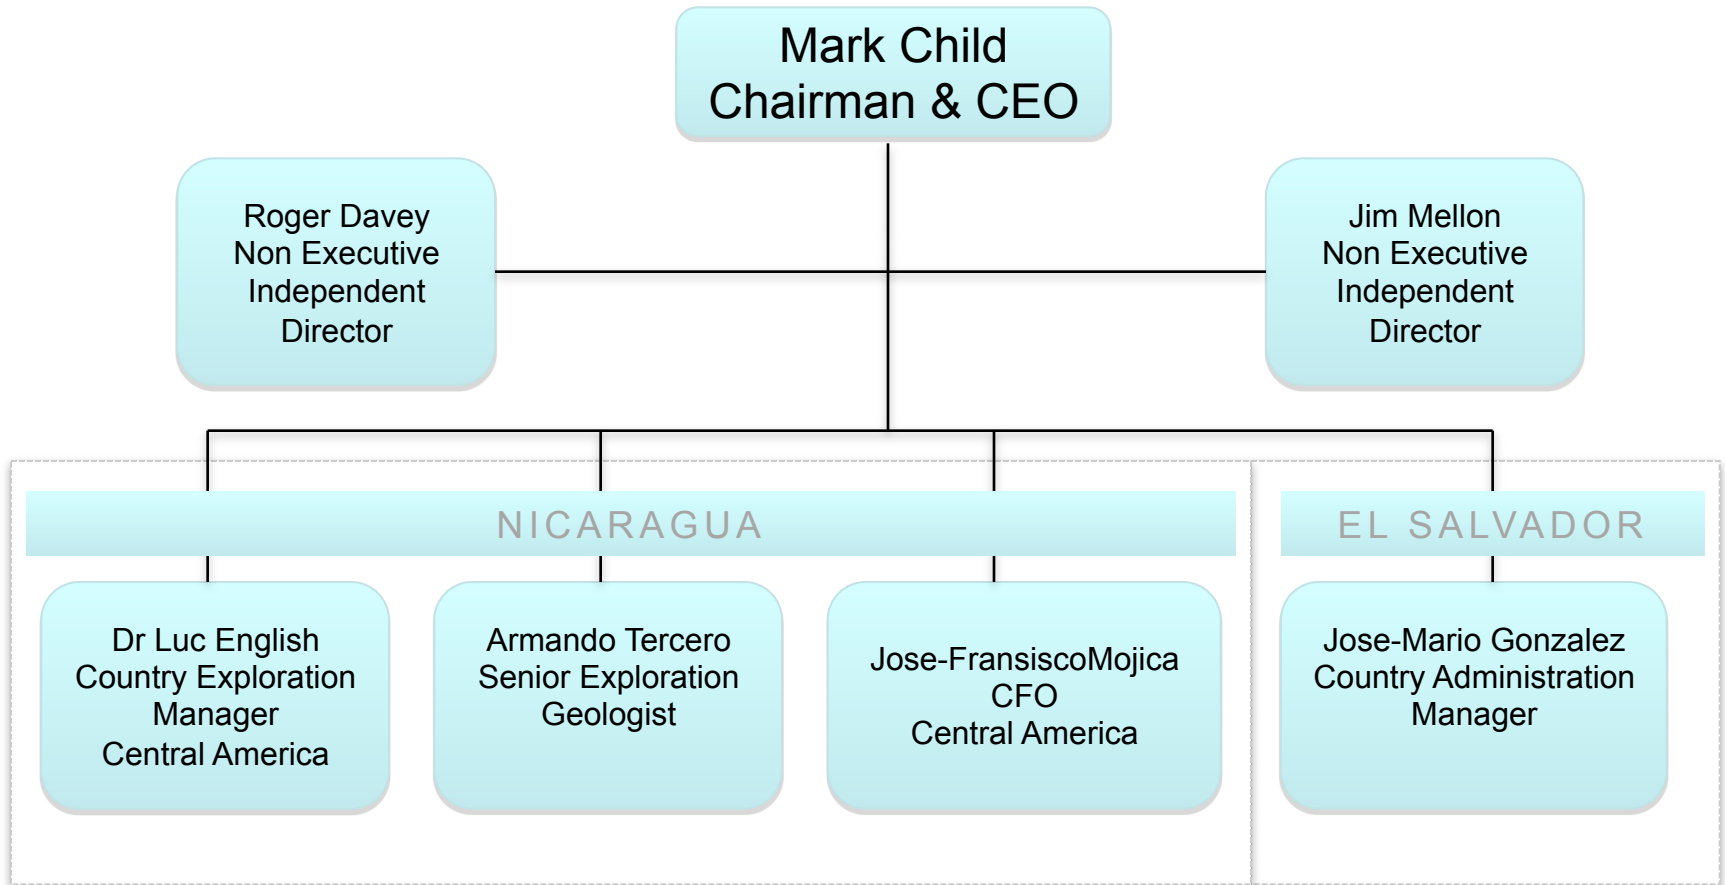 Mark Child
Chairman & CEO
Roger Davey
Non Executive
Independent
Director
Jim Mellon
Non Executive
Independent
Director
NICARAGUA
EL SALVADOR
Dr Luc English
Country Exploration
Manager
Central America
Armando Tercero
Senior Exploration
Geologist
Jose-FransiscoMojica
CFO
Central America
Jose-Mario Gonzalez
Country Administration
Manager